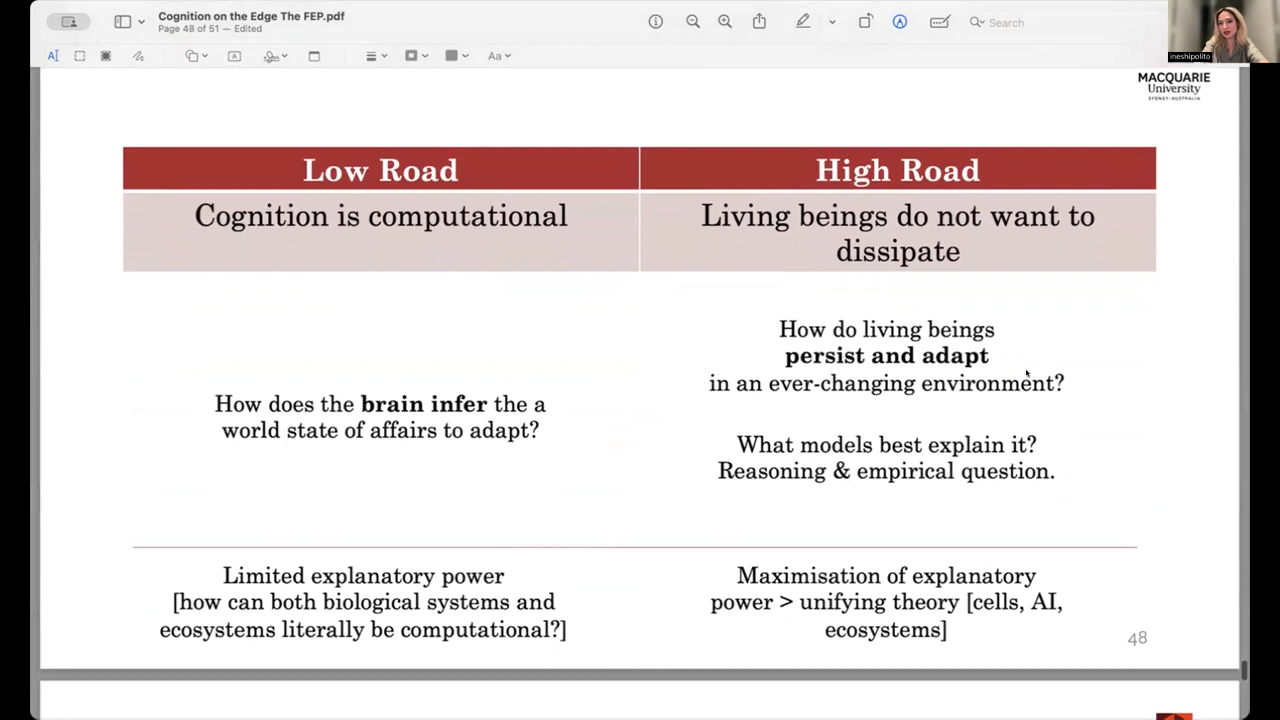 Cognition on the Edge The FEP.pdf
Page 48 of 51 — Edited
Search
ineshipolito
A
Aa
MACQUARIE
University
SYDNEY·AUSTRALIA
Low Road
High Road
Cognition is computational
Living beings do not want to
dissipate
How does the brain infer the a
world state of affairs to adapt?
How do living beings
persist and adapt
in an ever-changing environment?
What models best explain it?
Reasoning & empirical question.
Limited explanatory power
[how can both biological systems and
ecosystems literally be computational?]
Maximisation of explanatory
power > unifying theory [cells, AI,
ecosystems]
48